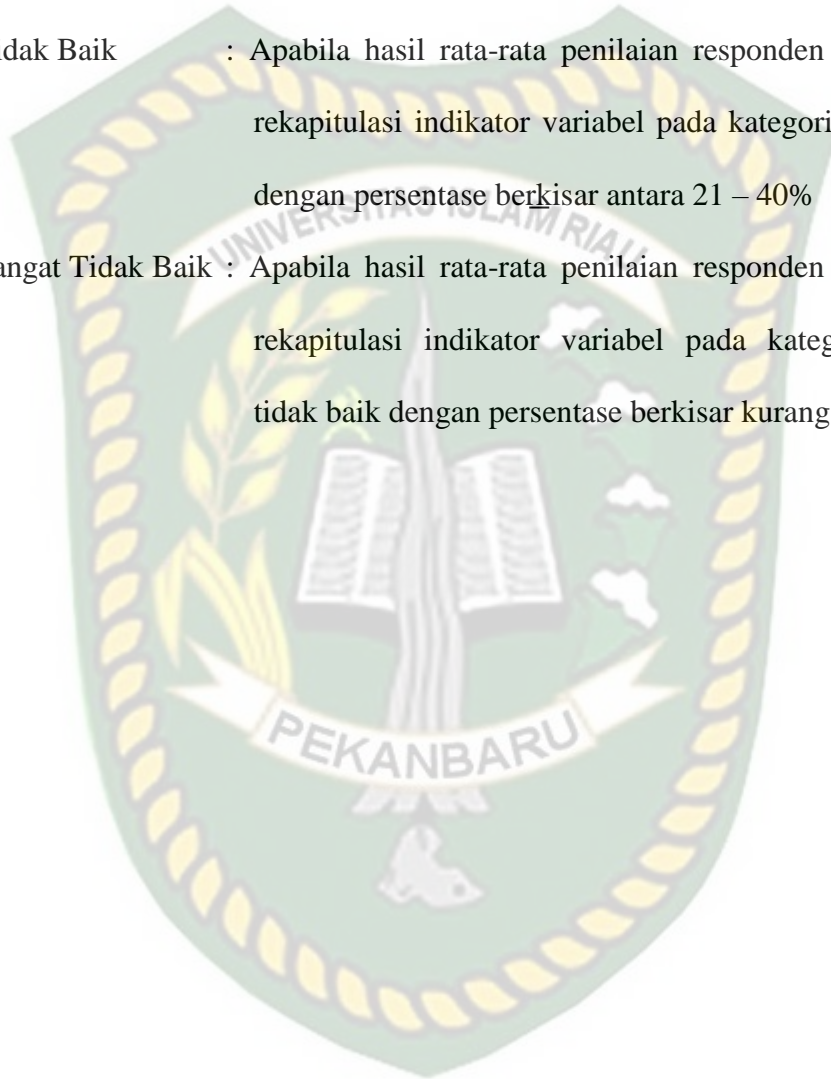 idak Baik : Apabila hasil rata-rata penilaian responden
rekapitulasi indikator variabel pada kategori
dengan persentase berkisar antara 21 – 40%
angat Tidak Baik : Apabila hasil rata-rata penilaian responden
rekapitulasi indikator variabel pada kateg
tidak baik dengan persentase berkisar kurang
UNIVERSITAS ISLAM RIAU
PEKANBARU